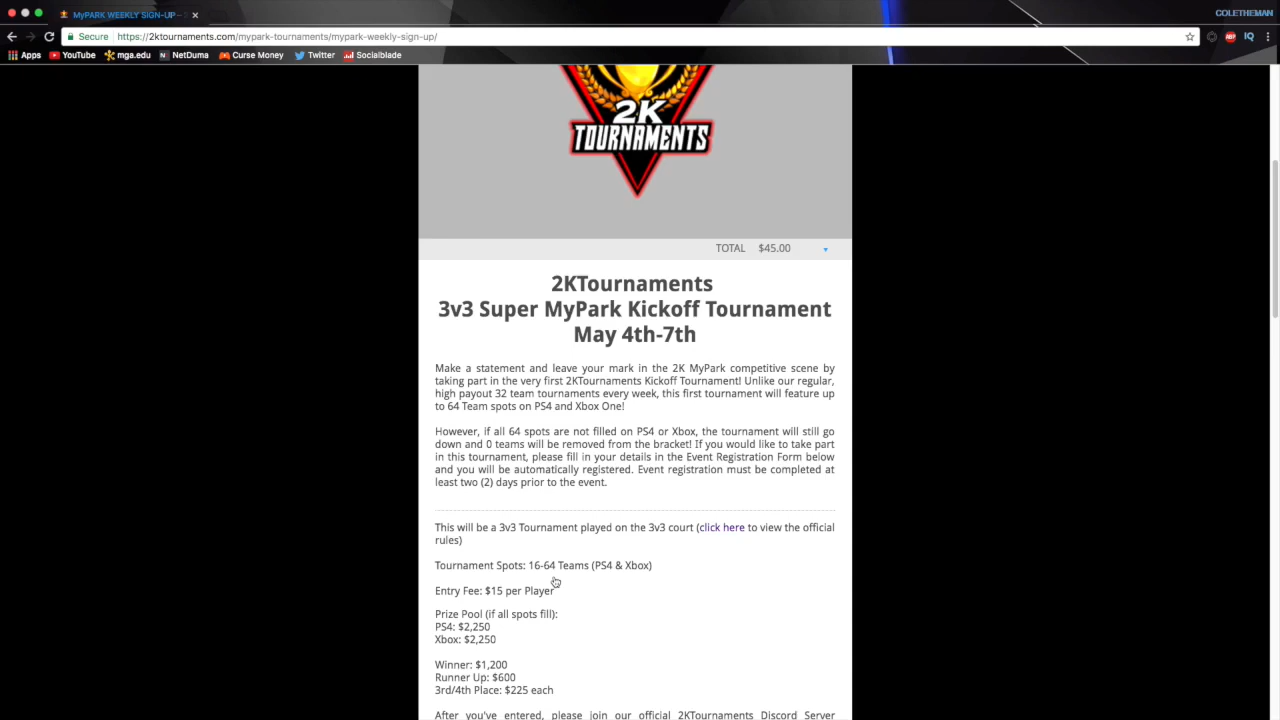 MyPARK WEEKLY SIGN-UP –
COLETHEMAN
Secure https://2ktournaments.com/mypark-tournaments/mypark-weekly-sign-up/
ABP
IQ
Apps YouTube mga.edu NetDuma Curse Money Twitter Socialblade
2K
TOURNAMENTS
TOTAL $45.00
2KTournaments
3v3 Super MyPark Kickoff Tournament
May 4th-7th
Make a statement and leave your mark in the 2K MyPark competitive scene by
taking part in the very first 2KTournaments Kickoff Tournament! Unlike our regular,
high payout 32 team tournaments every week, this first tournament will feature up
to 64 Team spots on PS4 and Xbox One!
However, if all 64 spots are not filled on PS4 or Xbox, the tournament will still go
down and 0 teams will be removed from the bracket! If you would like to take part
in this tournament, please fill in your details in the Event Registration Form below
and you will be automatically registered. Event registration must be completed at
least two (2) days prior to the event.
This will be a 3v3 Tournament played on the 3v3 court (click here to view the official
rules)
Tournament Spots: 16-64 Teams (PS4 & Xbox)
Entry Fee: $15 per Player
Prize Pool (if all spots fill):
PS4: $2,250
Xbox: $2,250
Winner: $1,200
Runner Up: $600
3rd/4th Place: $225 each
After you've entered, please join our official 2KTournaments Discord Server